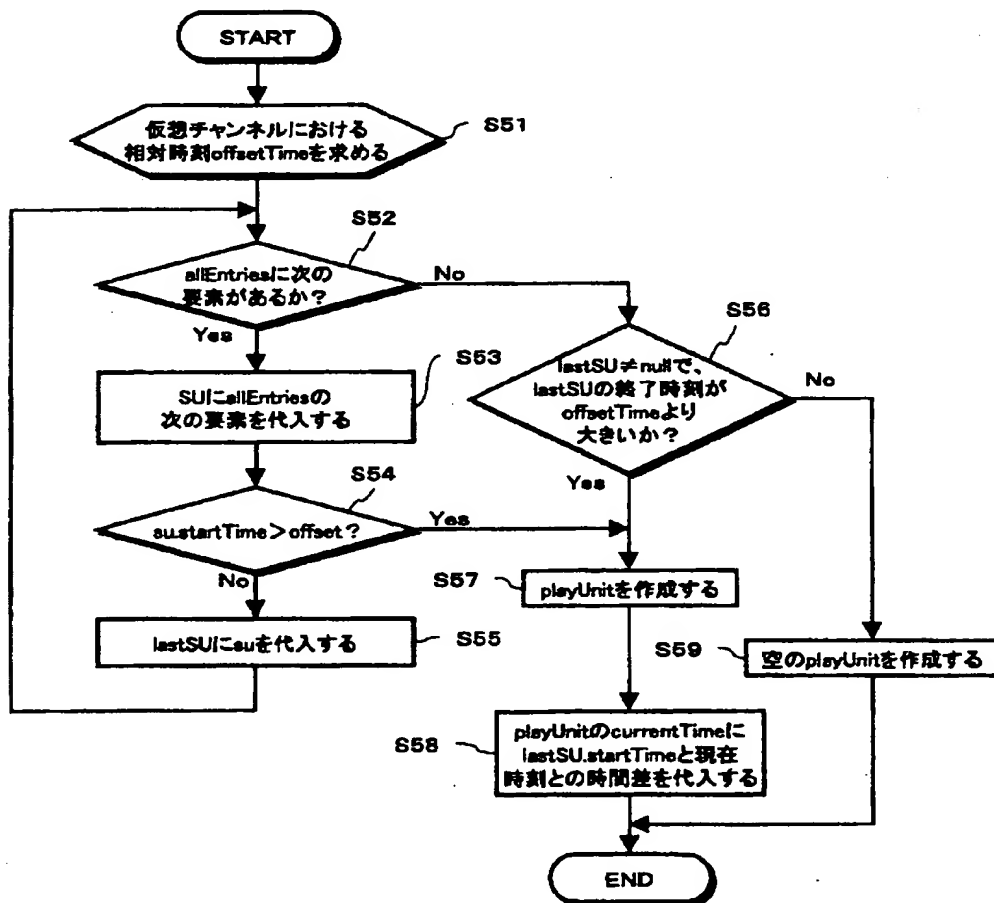 START
仮想チャンネルにおける
相対時刻offsetTimeを求める
S51
S52
allEntriesに次の
要素があるか？
No
Yes
S53
SUにallEntriesの
次の要素を代入する
S54
su.startTime＞offset？
Yes
No
lastSUにsuを代入する
S55
S56
lastSU≠nullで、
lastSUの終了時刻が
offsetTimeより
大きいか？
No
Yes
S57
playUnitを作成する
S59
空のplayUnitを作成する
S58
playUnitのcurrentTimeに
lastSU.startTimeと現在
時刻との時間差を代入する
END